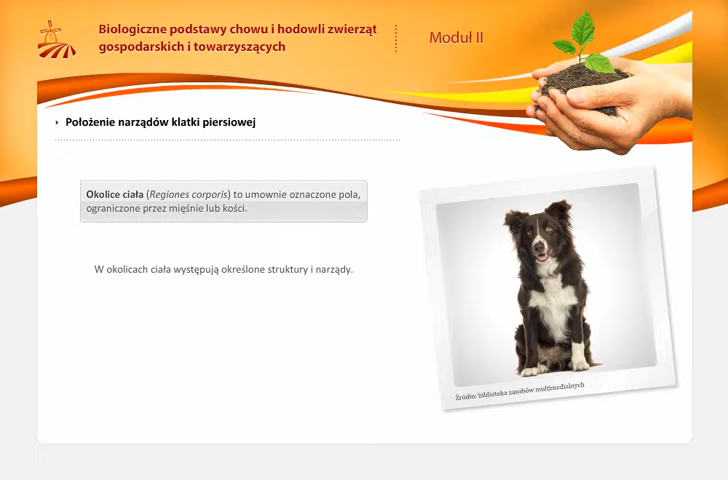 Biologiczne podstawy chowu i hodowli zwierząt
gospodarskich i towarzyszących
Moduł II
Położenie narządów klatki piersiowej
Okolice ciała (Regiones corporis) to umownie oznaczone pola,
ograniczone przez mięśnie lub kości.
W okolicach ciała występują określone struktury i narządy.
Źródło: biblioteka zasobów multimedialnych